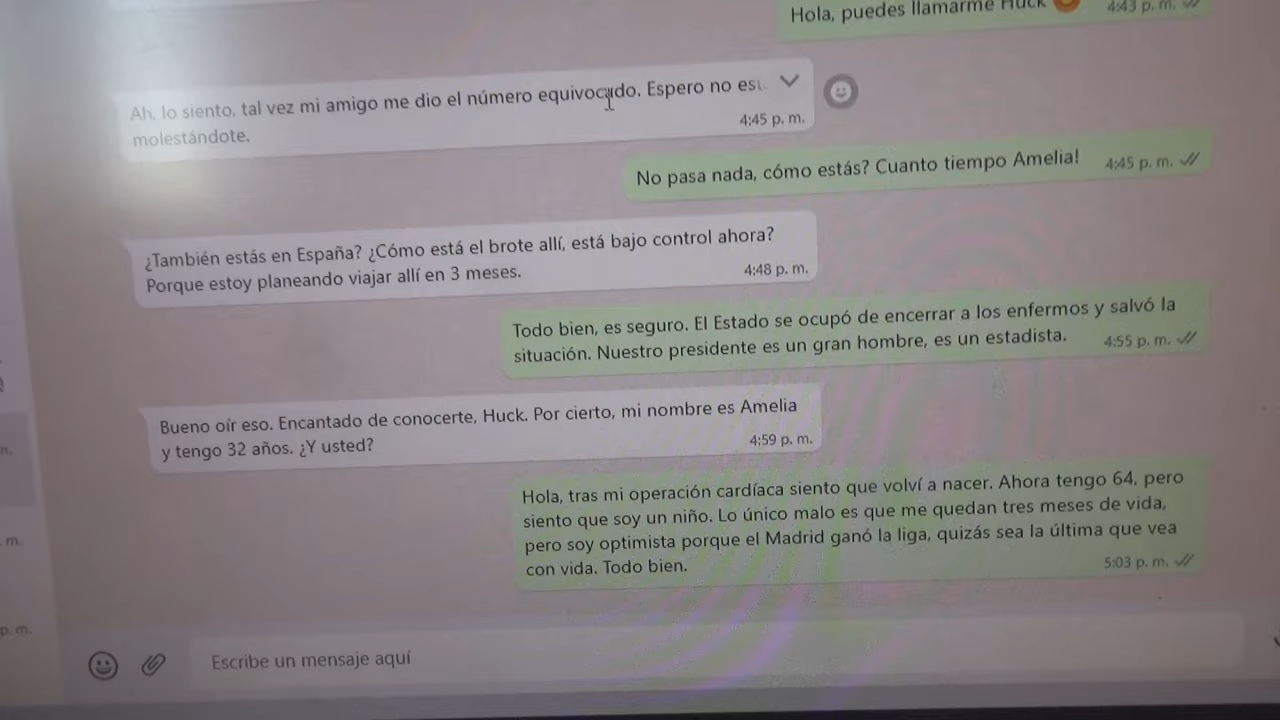 Hola, puedes llamarme Huck
4:43 p. m.
Ah, lo siento, tal vez mi amigo me dio el número equivocado. Espero no
molestándote.
4:45 p. m.
No pasa nada, cómo estás? Cuanto tiempo Amelia!
4:45 p. m.
¿También estás en España? ¿Cómo está el brote allí, está bajo control ahora?
Porque estoy planeando viajar allí en 3 meses.
4:48 p. m.
Todo bien, es seguro. El Estado se ocupó de encerrar a los enfermos y salvó la
situación. Nuestro presidente es un gran hombre, es un estadista.
4:55 p. m.
Bueno oír eso. Encantado de conocerte, Huck. Por cierto, mi nombre es Amelia
y tengo 32 años. ¿Y usted?
4:59 p. m.
Hola, tras mi operación cardíaca siento que volví a nacer. Ahora tengo 64, pero
siento que soy un niño. Lo único malo es que me quedan tres meses de vida,
pero soy optimista porque el Madrid ganó la liga, quizás sea la última que vea
con vida. Todo bien.
5:03 p. m.
m.
p. m.
Escribe un mensaje aquí